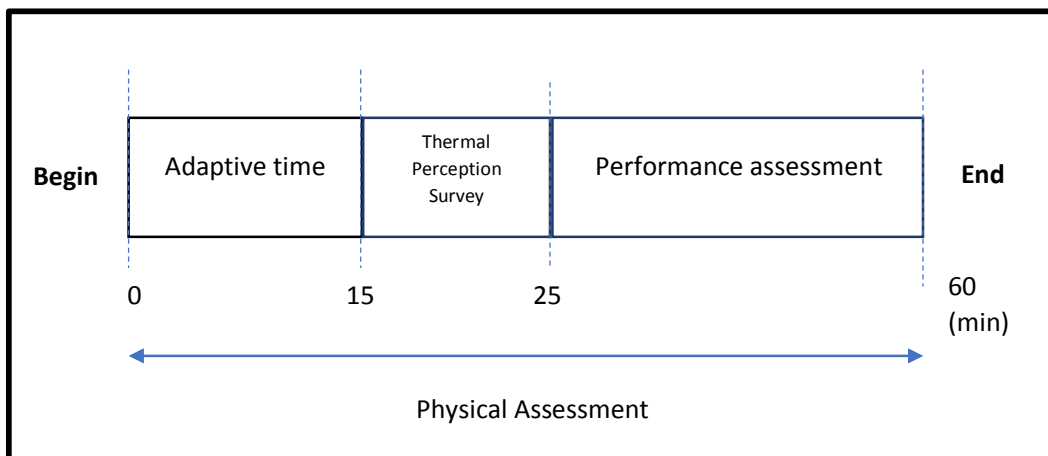 Begin
Adaptive time
Thermal
Perception
Survey
Performance assessment
End
0
15
25
60
(min)
Physical Assessment